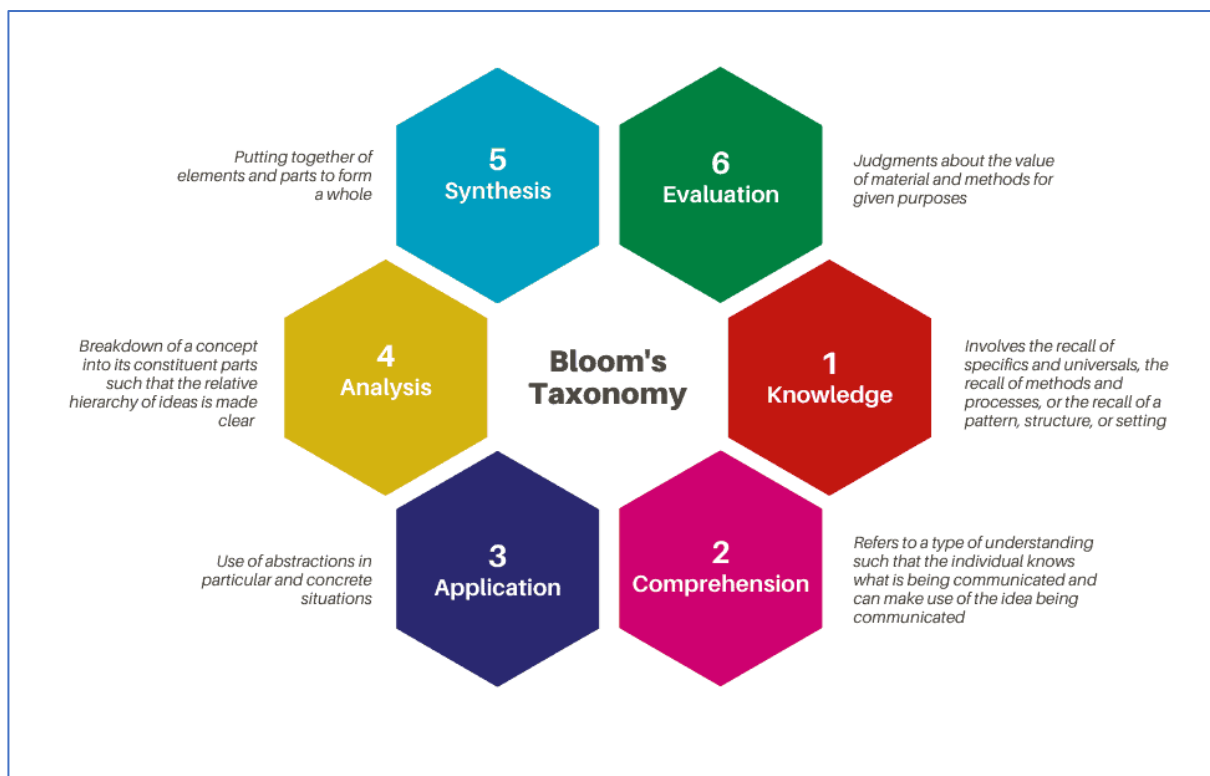 Bloom's
Taxonomy
1
Knowledge
Involves the recall of
specifics and universals, the
recall of methods and
processes, or the recall of a
pattern, structure, or setting
2
Comprehension
Refers to a type of understanding
such that the individual knows
what is being communicated and
can make use of the idea being
communicated
3
Application
Use of abstractions in
particular and concrete
situations
4
Analysis
Breakdown of a concept
into its constituent parts
such that the relative
hierarchy of ideas is made
clear
5
Synthesis
Putting together of
elements and parts to form
a whole
6
Evaluation
Judgments about the value
of material and methods for
given purposes